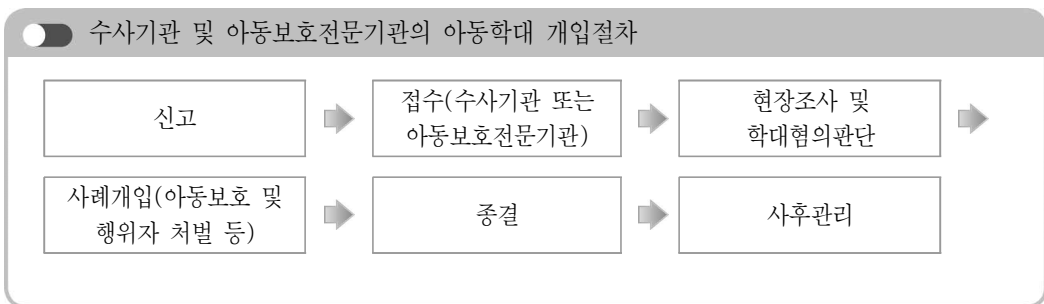 수사기관 및 아동보호전문기관의 아동학대 개입절차
신고
접수(수사기관 또는
아동보호전문기관)
현장조사 및
학대혐의판단
사례개입(아동보호 및
행위자 처벌 등)
종결
사후관리